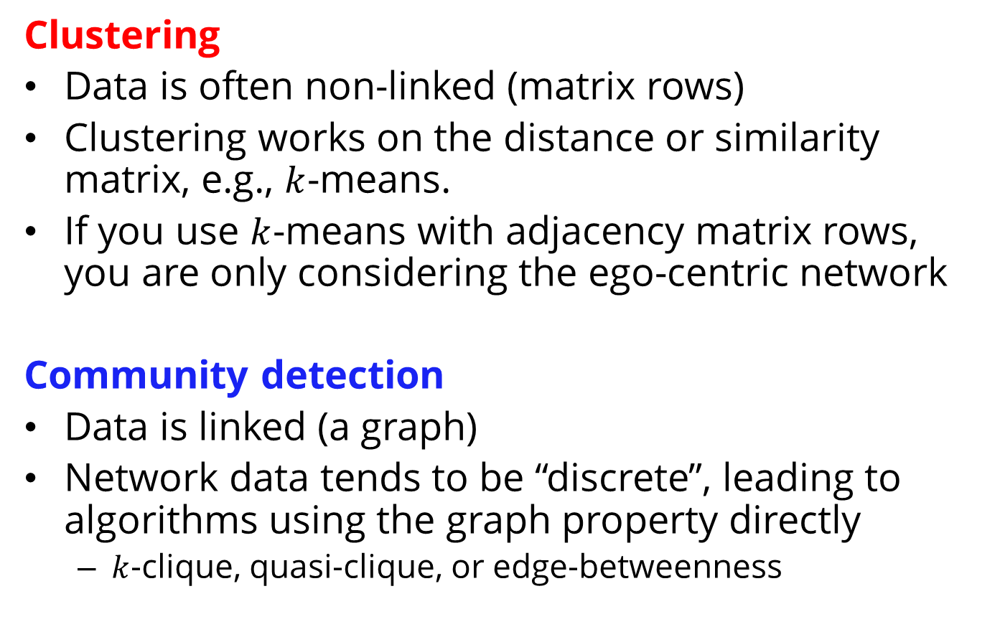 Clustering
• Data is often non-linked (matrix rows)
• Clustering works on the distance or similarity
matrix, e.g., k-means.
• If you use k-means with adjacency matrix rows,
you are only considering the ego-centric network
Community detection
• Data is linked (a graph)
• Network data tends to be “discrete”, leading to
algorithms using the graph property directly
– k-clique, quasi-clique, or edge-betweenness